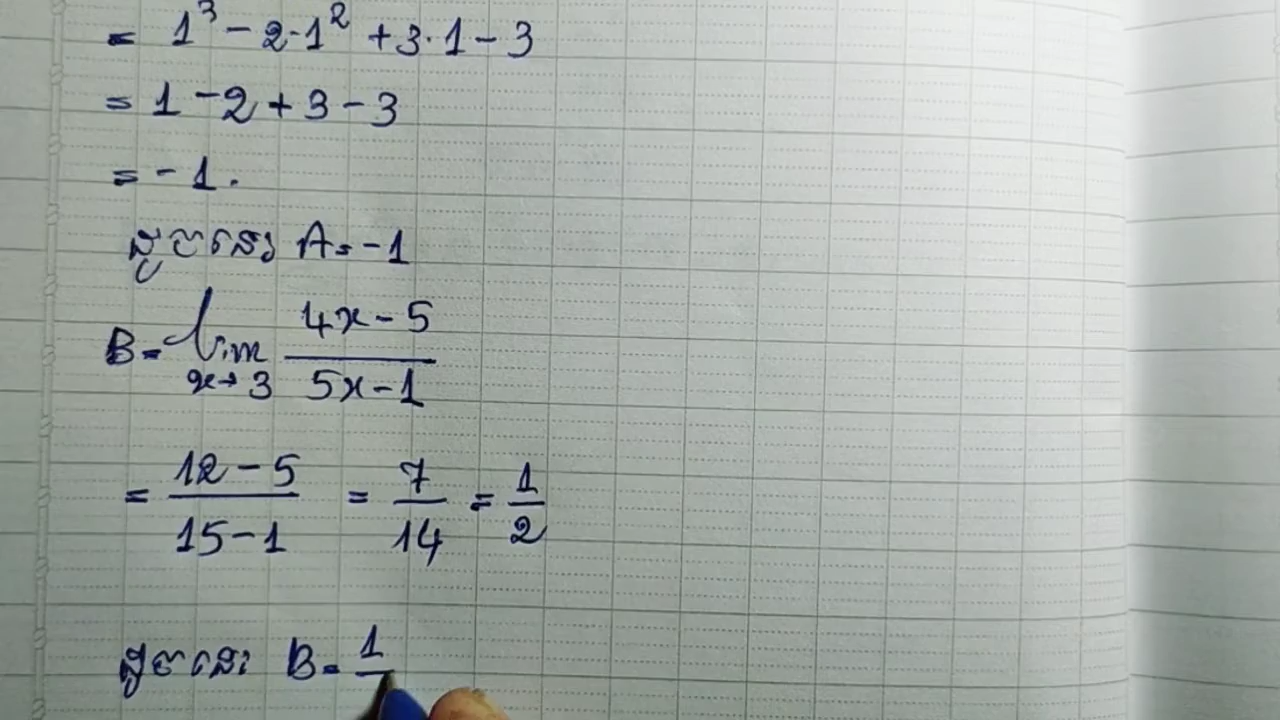 = 1³ - 2·1² + 3·1 - 3
= 1 - 2 + 3 - 3
= -1.
ដូចនេះ A = -1
B = lim x→3 (4x - 5)/(5x - 1)
= (12 - 5)/(15 - 1) = 7/14 = 1/2
ដូចនេះ B = 1/